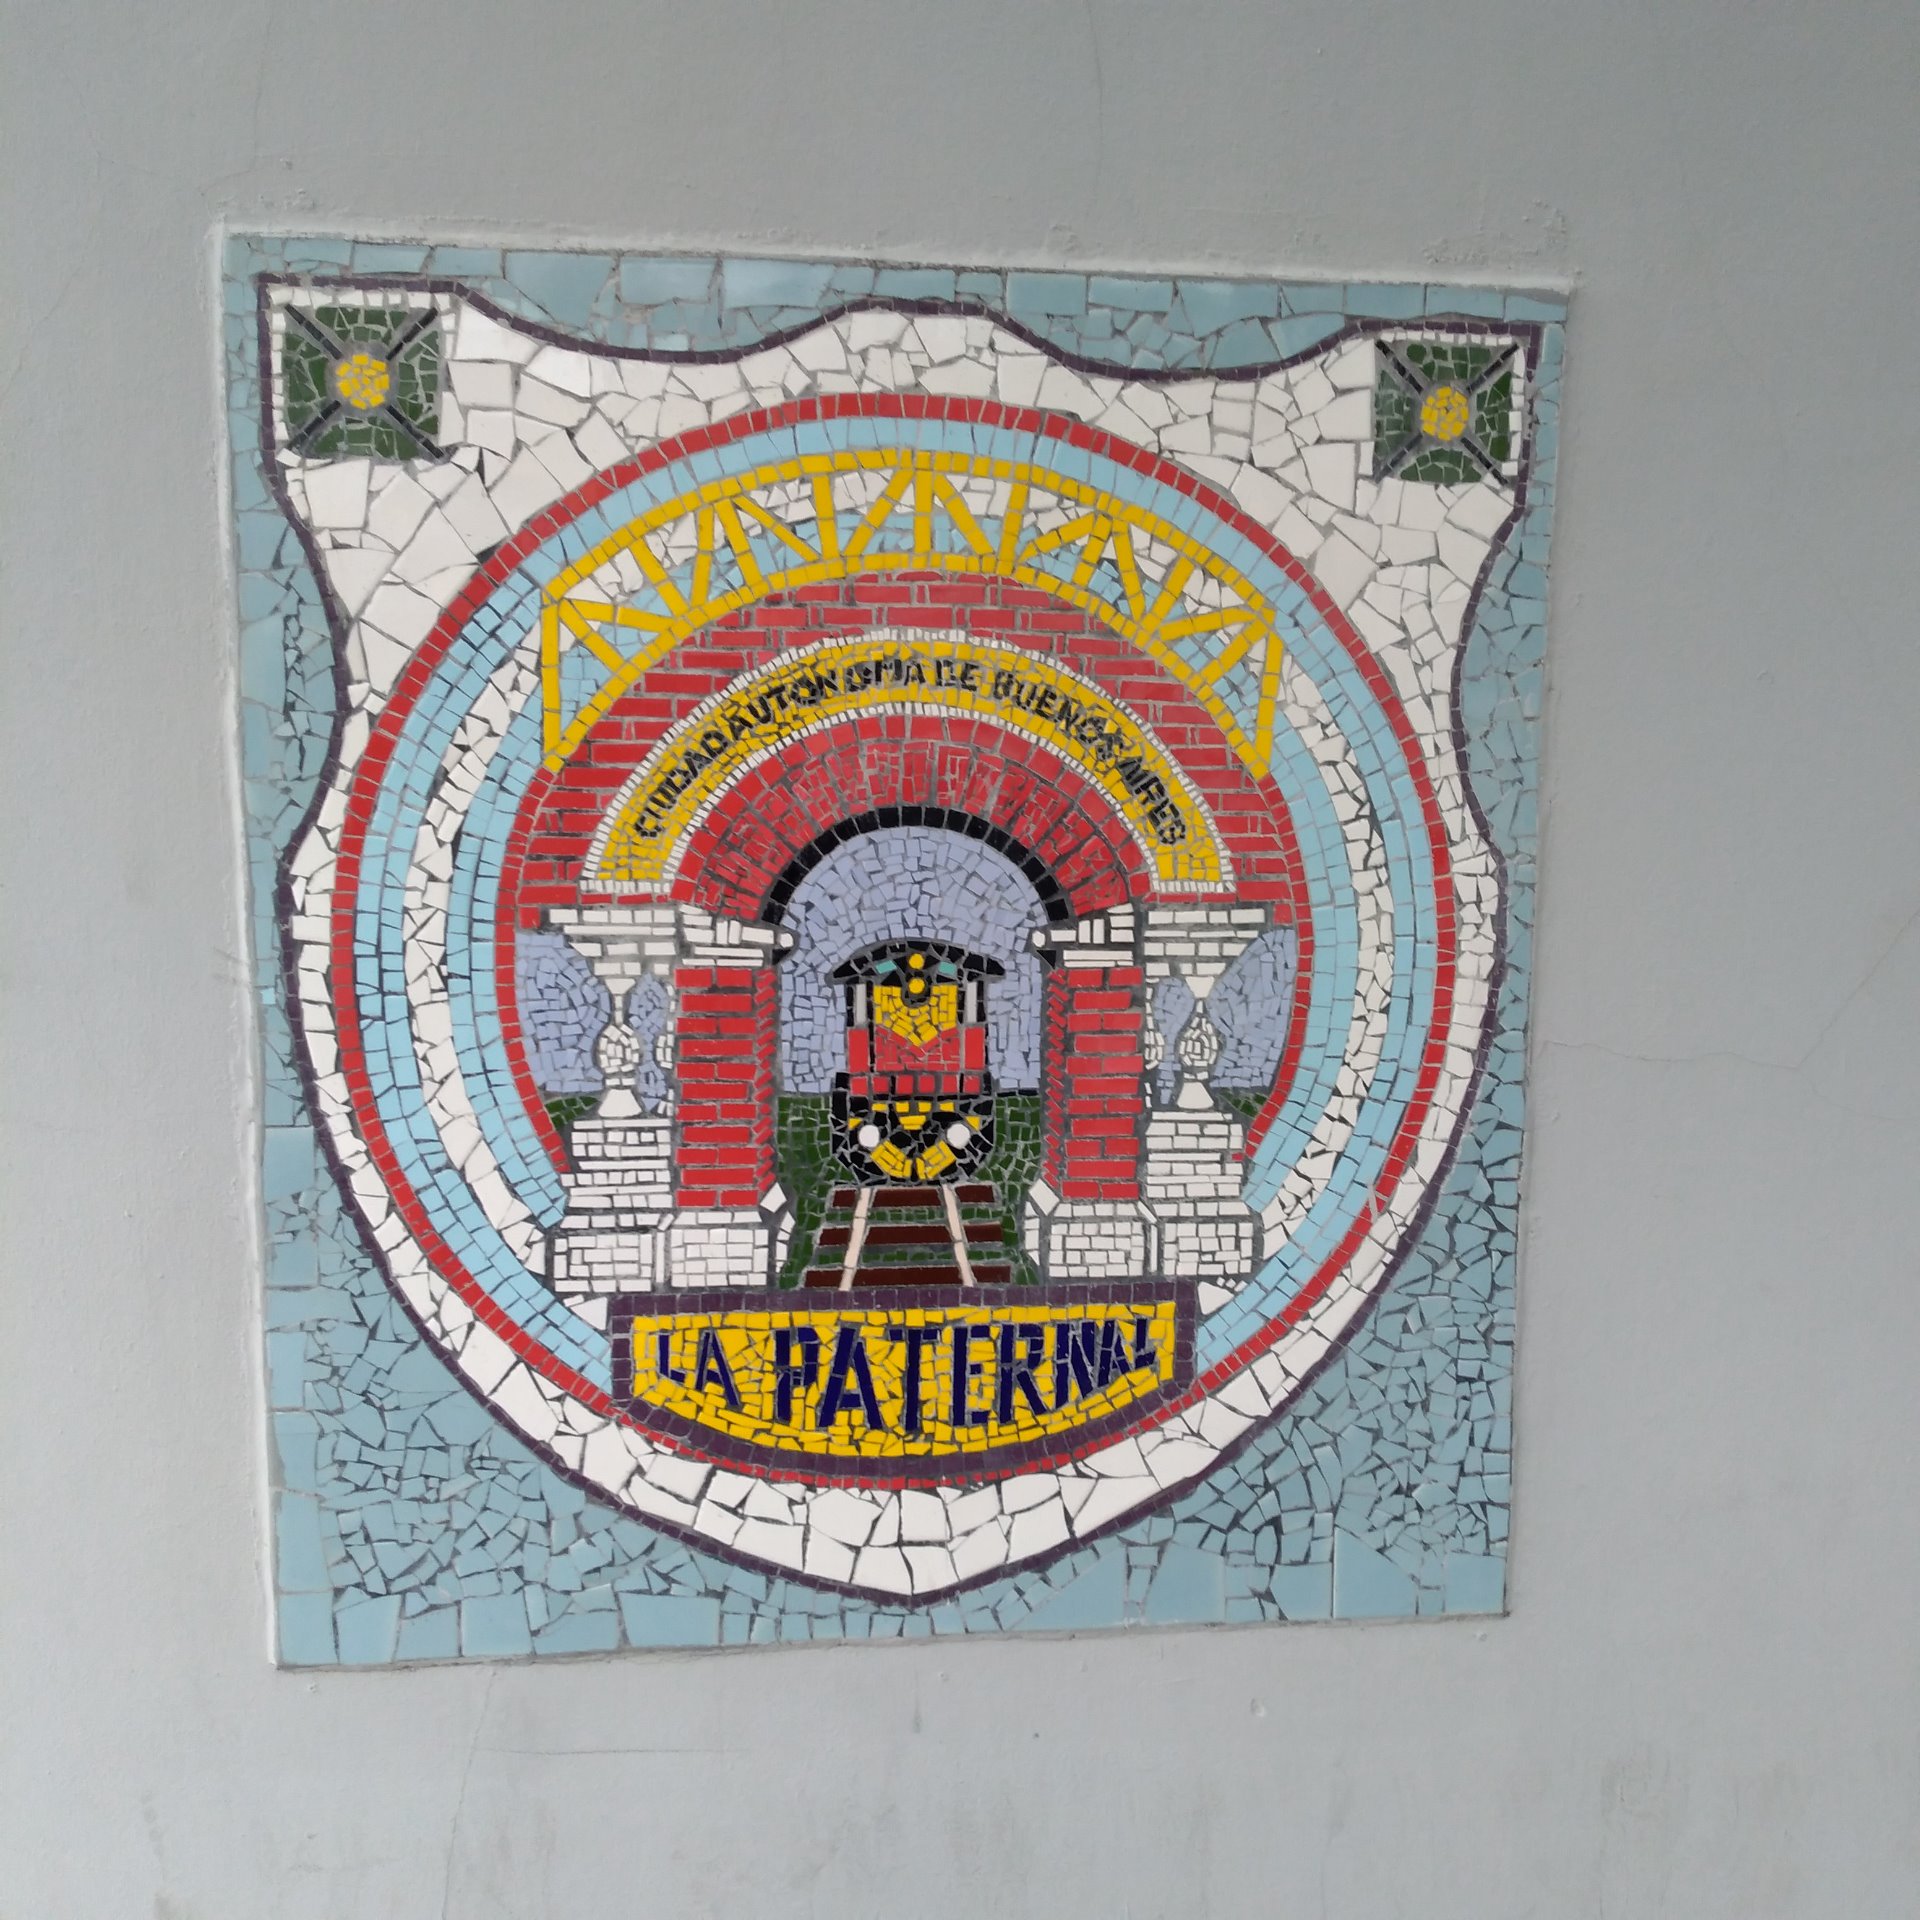 CIUDAD AUTONOMA DE BUENOS AIRES
LA PATERNAL